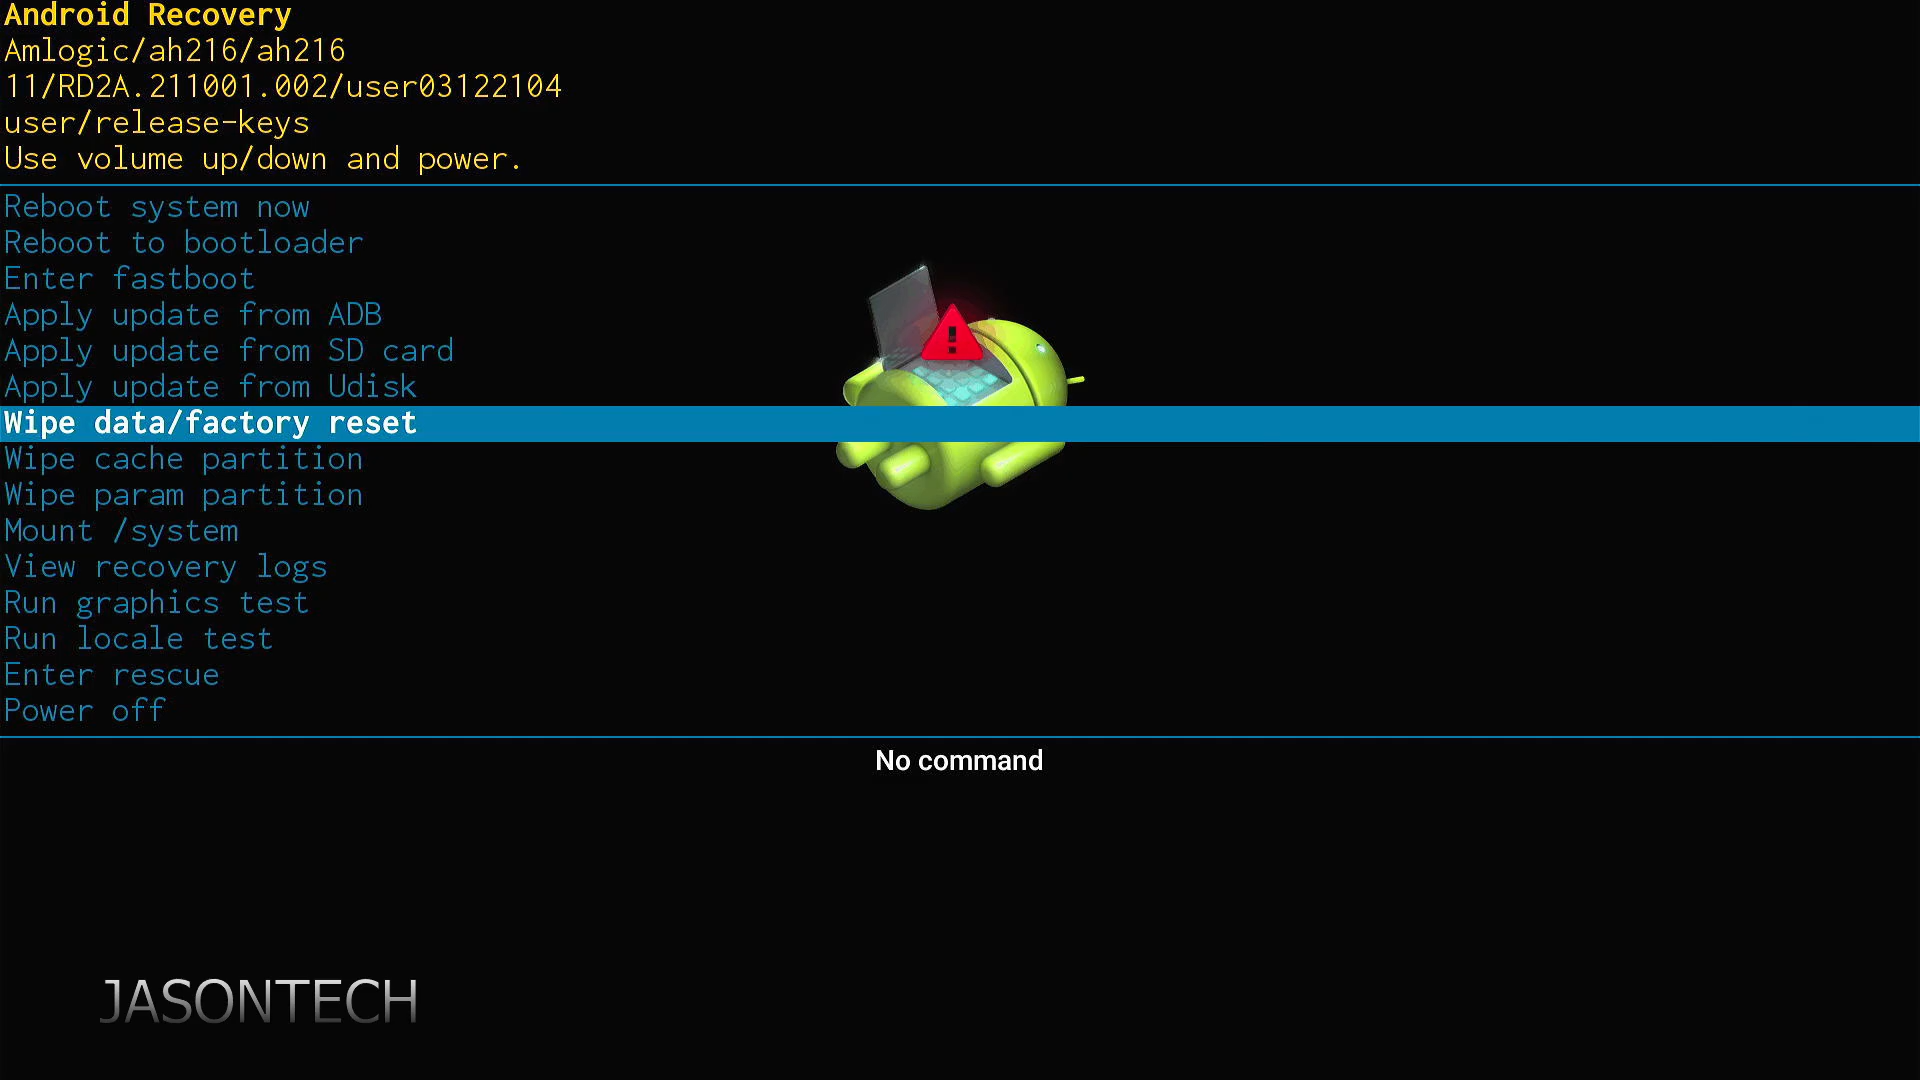 Android Recovery
Amlogic/ah216/ah216
11/RD2A.211001.002/user03122104
user/release-keys
Use volume up/down and power.
Reboot system now
Reboot to bootloader
Enter fastboot
Apply update from ADB
Apply update from SD card
Apply update from Udisk
Wipe data/factory reset
Wipe cache partition
Wipe param partition
Mount /system
View recovery logs
Run graphics test
Run locale test
Enter rescue
Power off
No command
JASONTECH